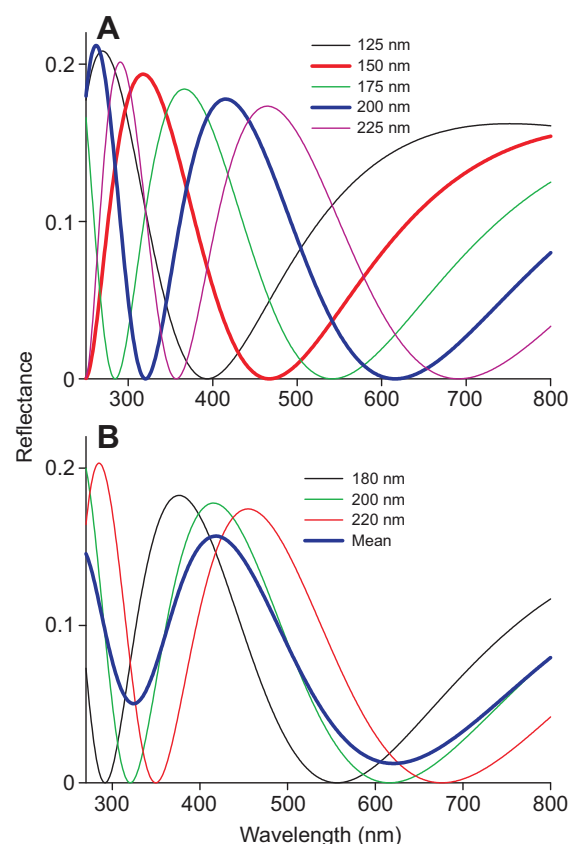 A
0.2
0.1
0
125 nm
150 nm
175 nm
200 nm
225 nm
300 400 500 600 700 800
Reflectance
B
0.2
0.1
0
180 nm
200 nm
220 nm
Mean
300 400 500 600 700 800
Wavelength (nm)